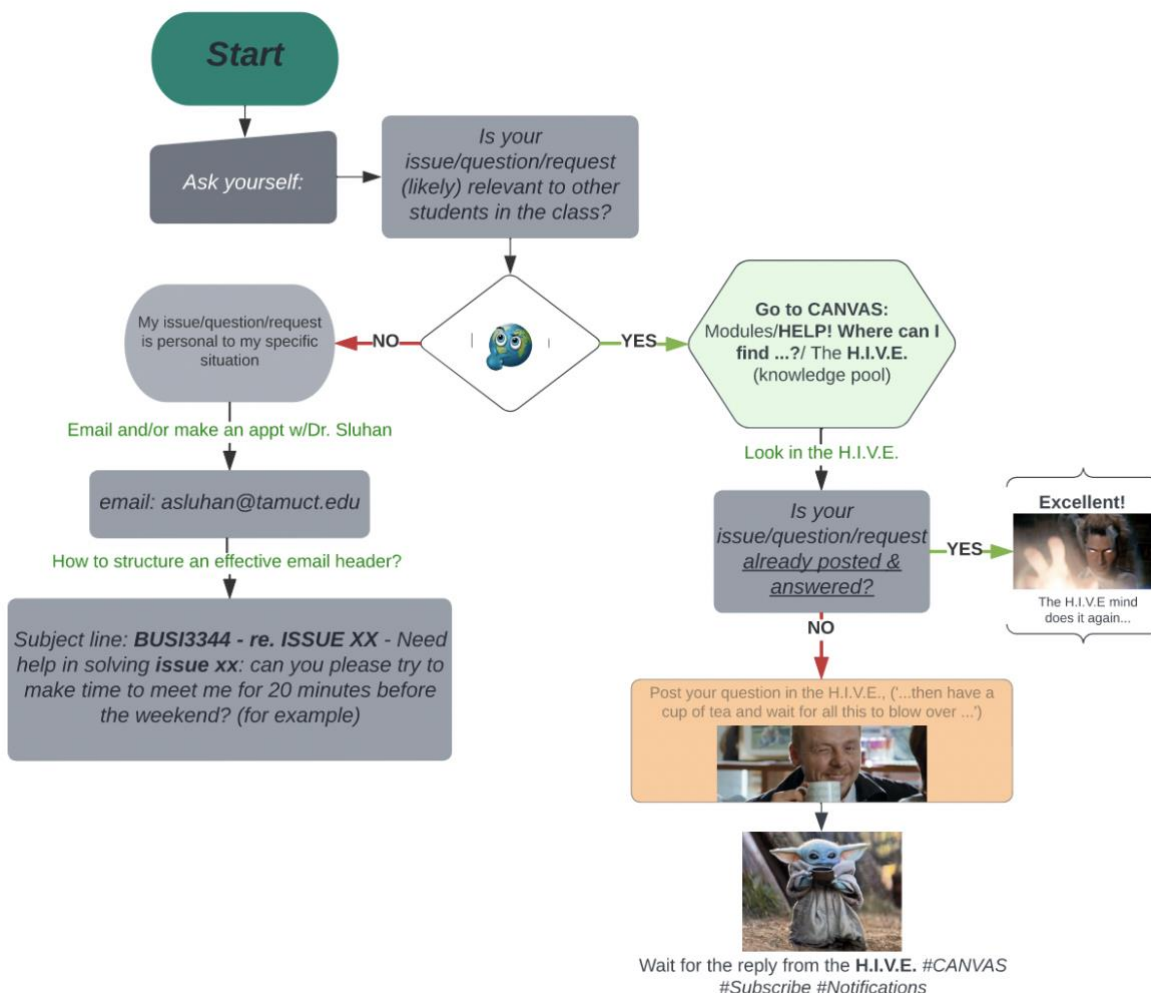 Start
Ask yourself:
Is your
issue/question/request
(likely) relevant to other
students in the class?
My issue/question/request
is personal to my specific
situation
NO
YES
Go to CANVAS:
Modules/HELP! Where can I
find ...?/ The H.I.V.E.
(knowledge pool)
Email and/or make an appt w/Dr. Sluhan
email: asluhan@tamuct.edu
How to structure an effective email header?
Subject line: BUSI3344 - re. ISSUE XX - Need
help in solving issue xx: can you please try to
make time to meet me for 20 minutes before
the weekend? (for example)
Look in the H.I.V.E.
Is your
issue/question/request
already posted &
answered?
YES
Excellent!
The H.I.V.E mind
does it again...
NO
Post your question in the H.I.V.E., ('...then have a
cup of tea and wait for all this to blow over ...')
Wait for the reply from the H.I.V.E. #CANVAS
#Subscribe #Notifications